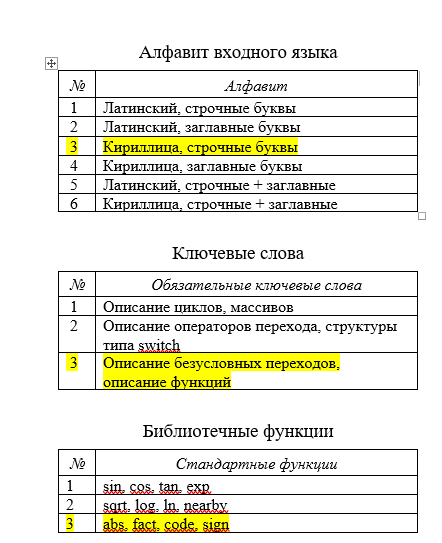 Алфавит входного языка
№ Алфавит
1 Латинский, строчные буквы
2 Латинский, заглавные буквы
3 Кириллица, строчные буквы
4 Кириллица, заглавные буквы
5 Латинский, строчные + заглавные
6 Кириллица, строчные + заглавные
Ключевые слова
№ Обязательные ключевые слова
1 Описание циклов, массивов
2 Описание операторов перехода, структуры
типа switch
3 Описание безусловных переходов,
описание функций
Библиотечные функции
№ Стандартные функции
1 sin, cos, tan, exp
2 sqrt, log, ln, nearby
3 abs, fact, code, sign